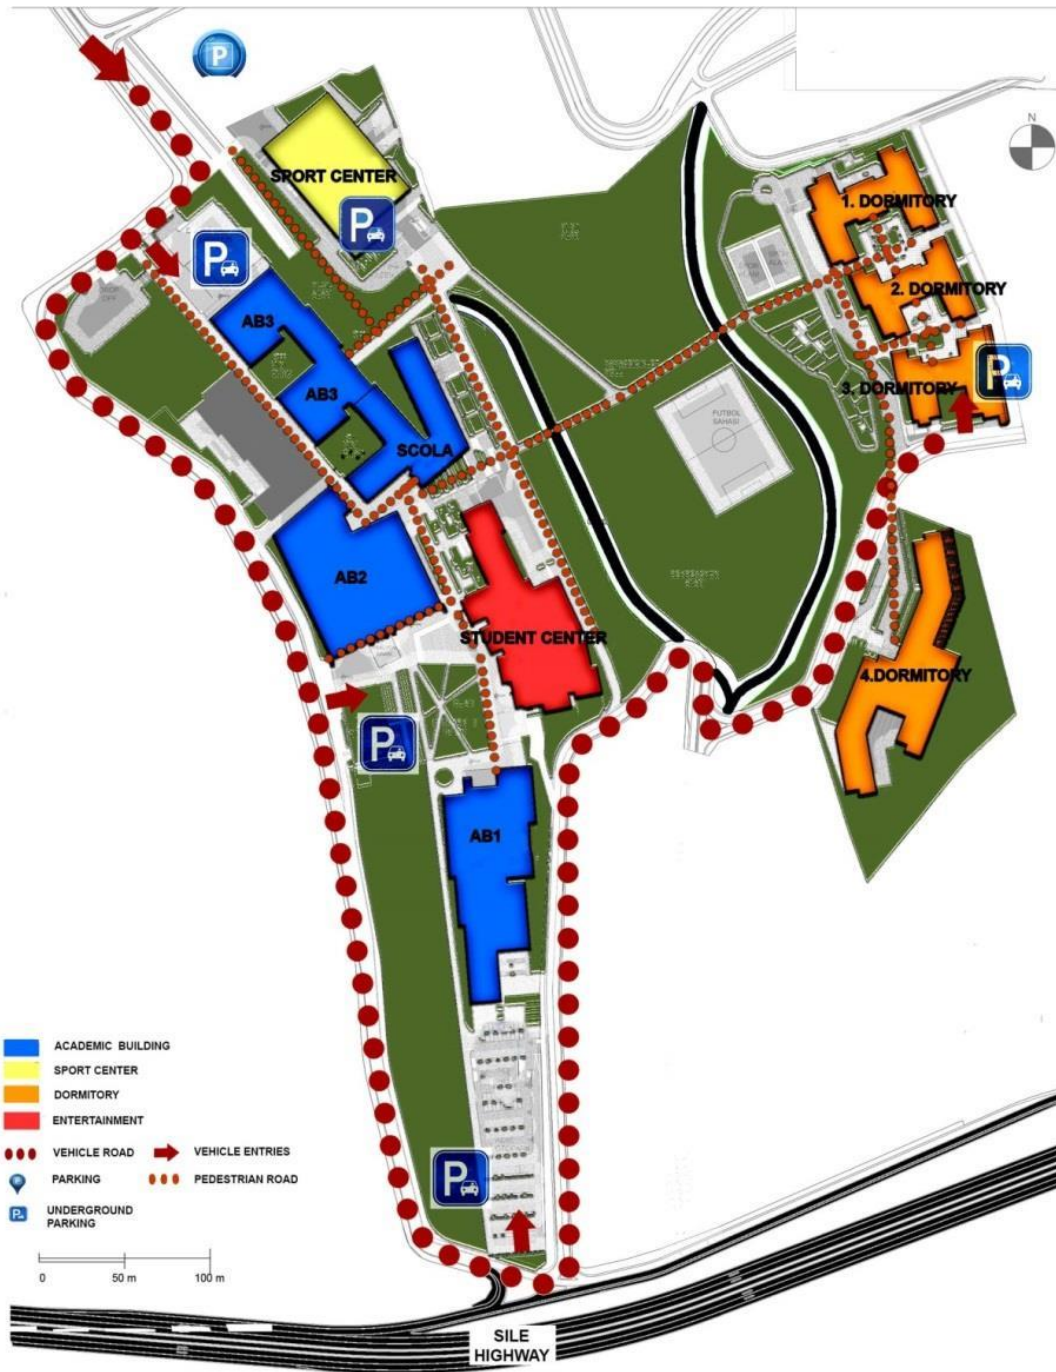 P
N
SPORT CENTER
P
P
1. DORMITORY
2. DORMITORY
3. DORMITORY
P
AB3
AB3
SCOLA
FUTBOL
SAHASI
AB2
STUDENT CENTER
4.DORMITORY
P
AB1
P
ACADEMIC BUILDING
SPORT CENTER
DORMITORY
ENTERTAINMENT
VEHICLE ROAD
VEHICLE ENTRIES
PARKING
PEDESTRIAN ROAD
P
UNDERGROUND
PARKING
0 50 m 100 m
SILE
HIGHWAY